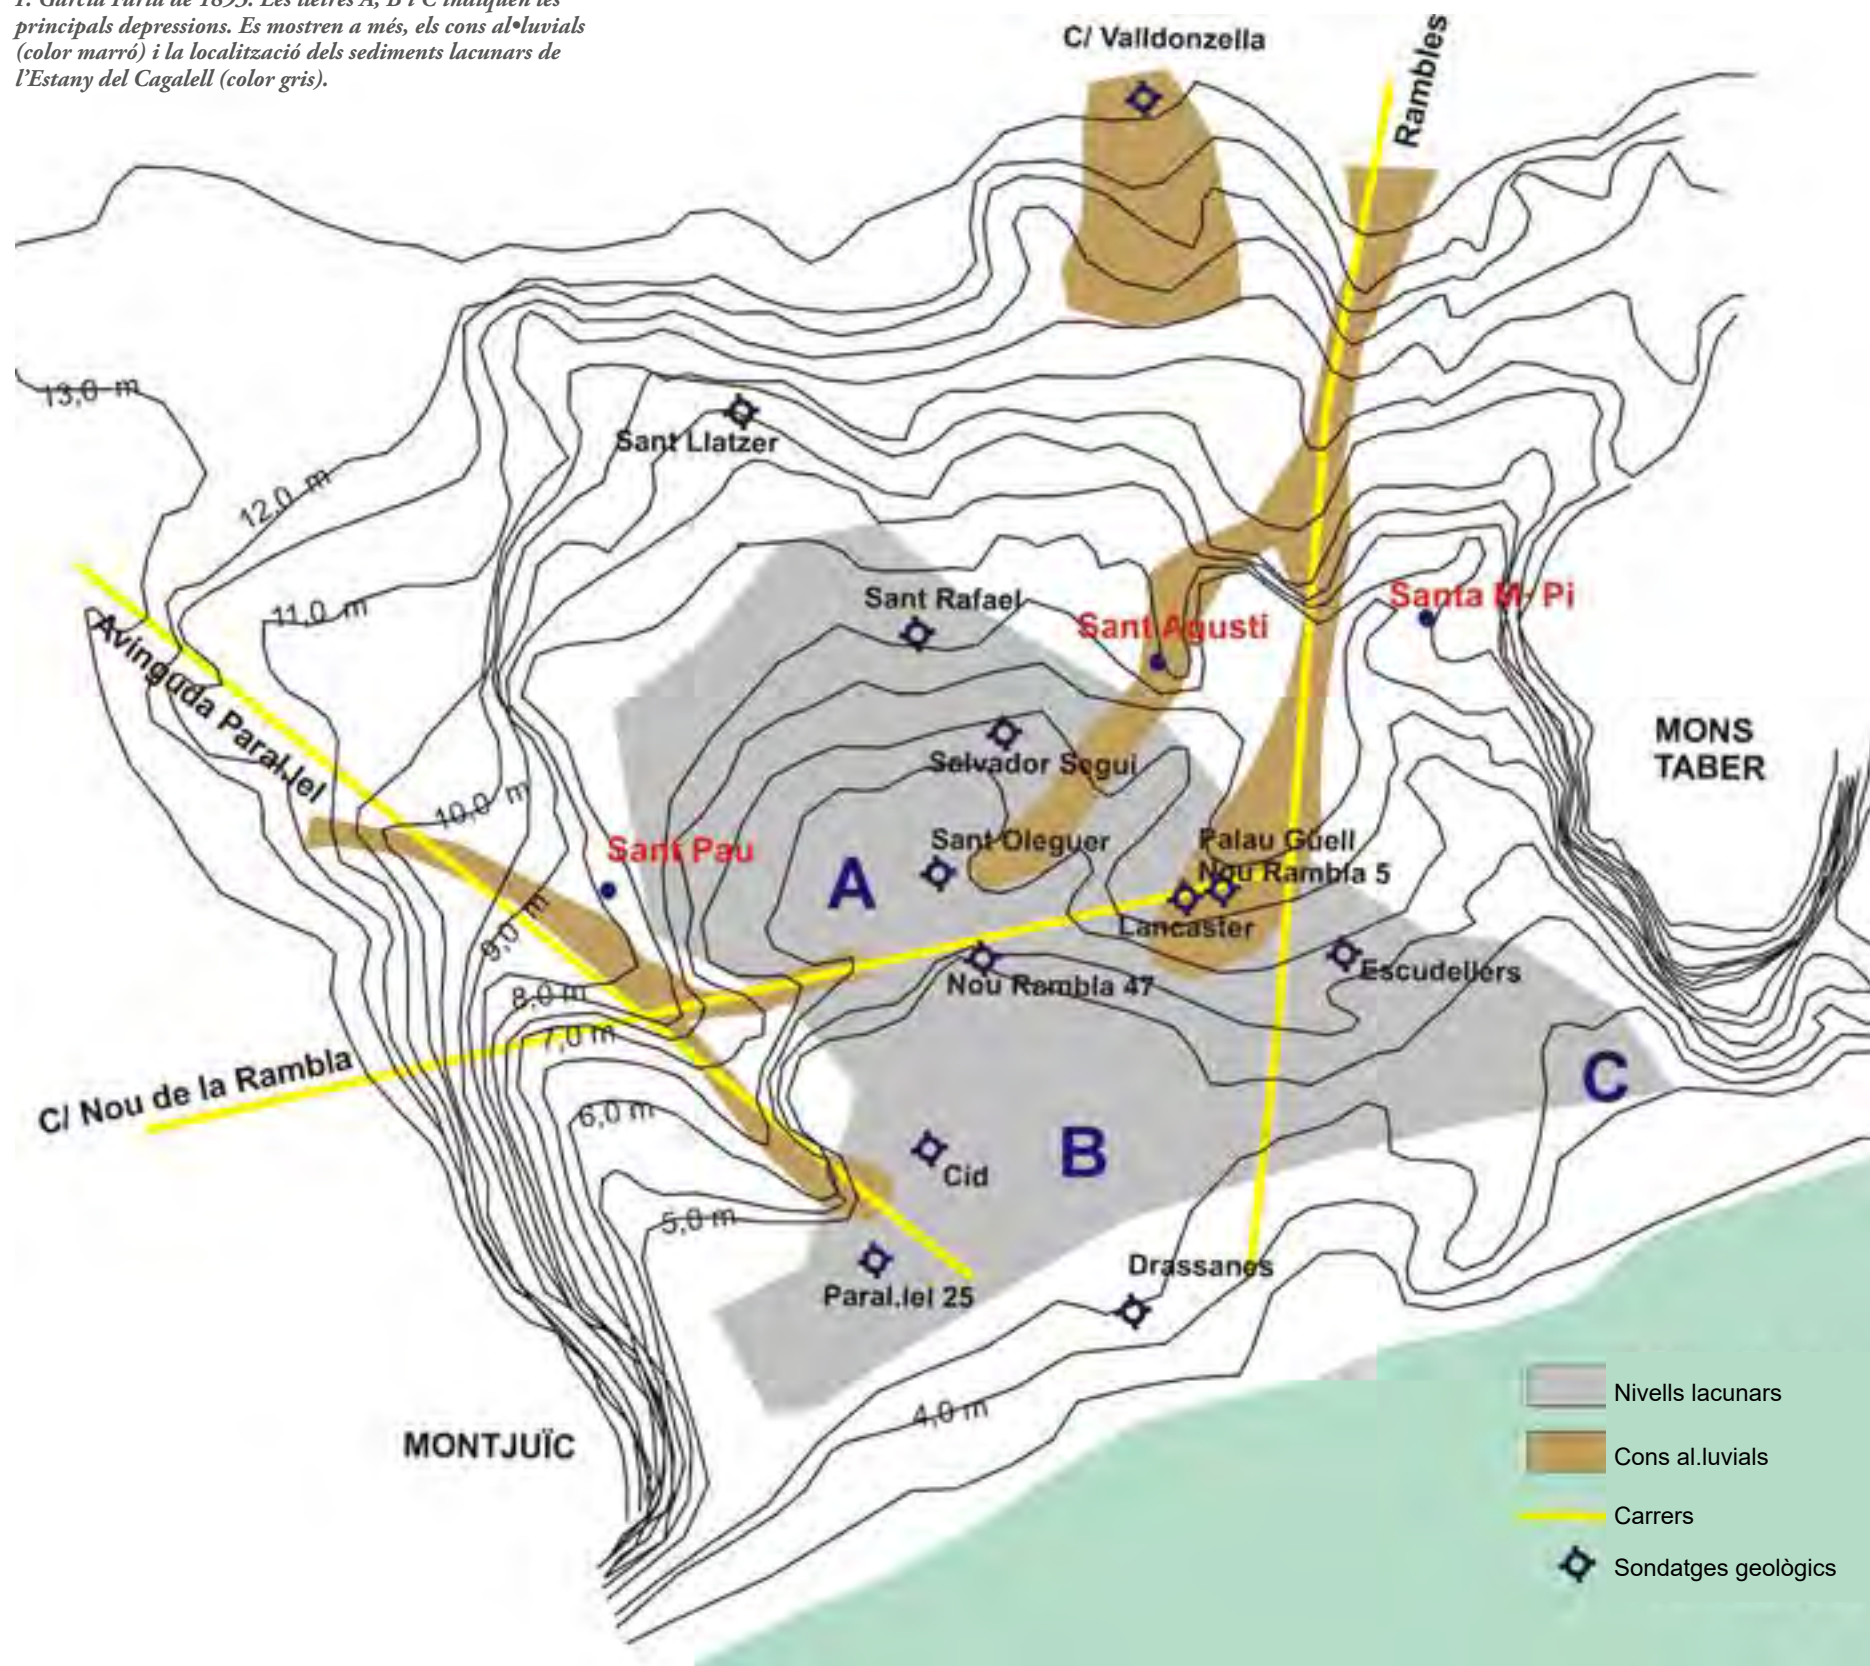 principals depressions. Es mostren a més, els cons al•luvials
(color marró) i la localització dels sediments lacunars de
l'Estany del Cagalell (color gris).
C/ Valldonzella
Rambles
13,0 m
Sant Llatzer
12,0 m
11,0 m
Sant Rafael
Sant Agusti
Santa Mª Pi
Avinguda Paral.lel
MONS
TABER
Selvador Segui
10,0 m
Sant Pau
Sant Oleguer
Palau Güell
Nou Rambla 5
A
Lancaster
9,0 m
Escudellers
Nou Rambla 47
8,0 m
7,0 m
C/ Nou de la Rambla
C
6,0 m
B
Cid
5,0 m
Drassanes
Paral.lel 25
4,0 m
MONTJUÏC
Nivells lacunars
Cons al.luvials
Carrers
Sondatges geològics